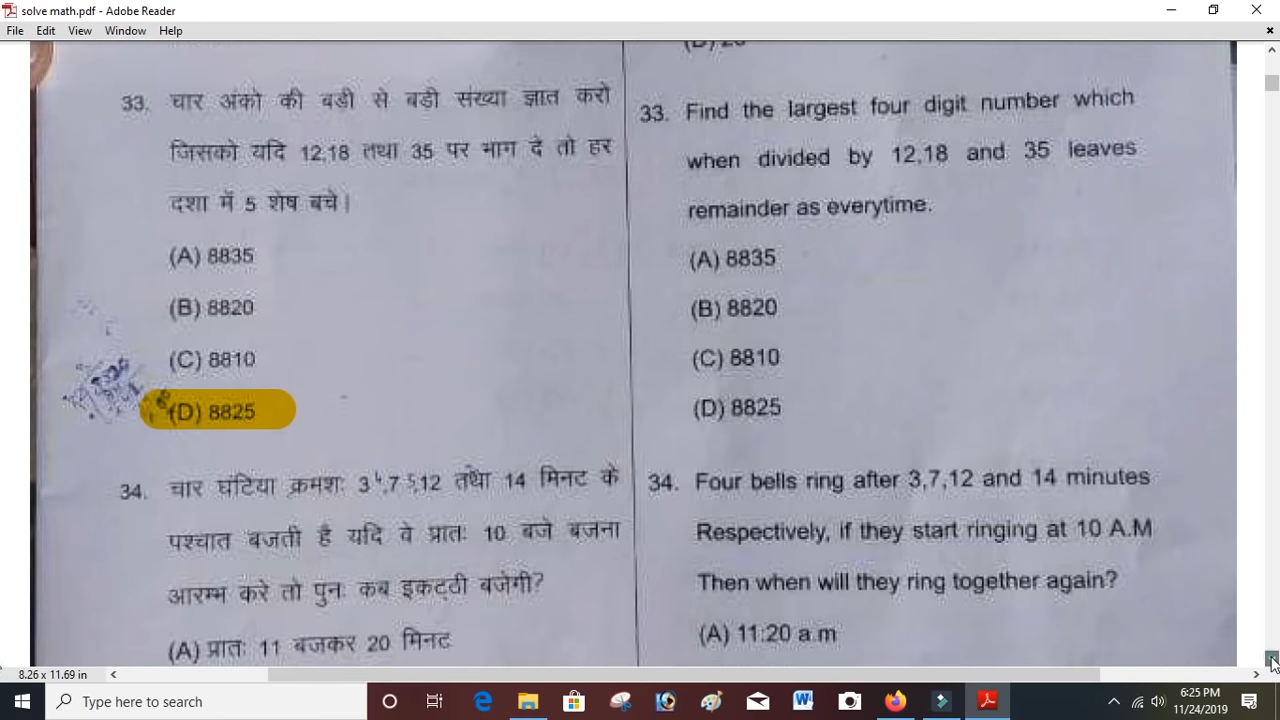 solve math.pdf - Adobe Reader
File Edit View Window Help
33. चार अंको की बडी से बडी संख्या ज्ञात करो
जिसको यदि 12,18 तथा 35 पर भाग दे तो हर
दशा में 5 शेष बचे।
(A) 8835
(B) 8820
(C) 8810
(D) 8825
34. चार घंटिया क्रमशः 3,7,12 तथा 14 मिनट के
पश्चात बजती है यदि वे प्रातः 10 बजे बजना
आरम्भ करे तो पुनः कब इकट्ठी बजेगी?
(A) प्रातः 11 बजकर 20 मिनट
33. Find the largest four digit number which
when divided by 12,18 and 35 leaves
remainder as everytime.
(A) 8835
(B) 8820
(C) 8810
(D) 8825
34. Four bells ring after 3,7,12 and 14 minutes
Respectively, if they start ringing at 10 A.M
Then when will they ring together again?
(A) 11:20 a.m
8.26 x 11.69 in
Type here to search
6:25 PM
11/24/2019